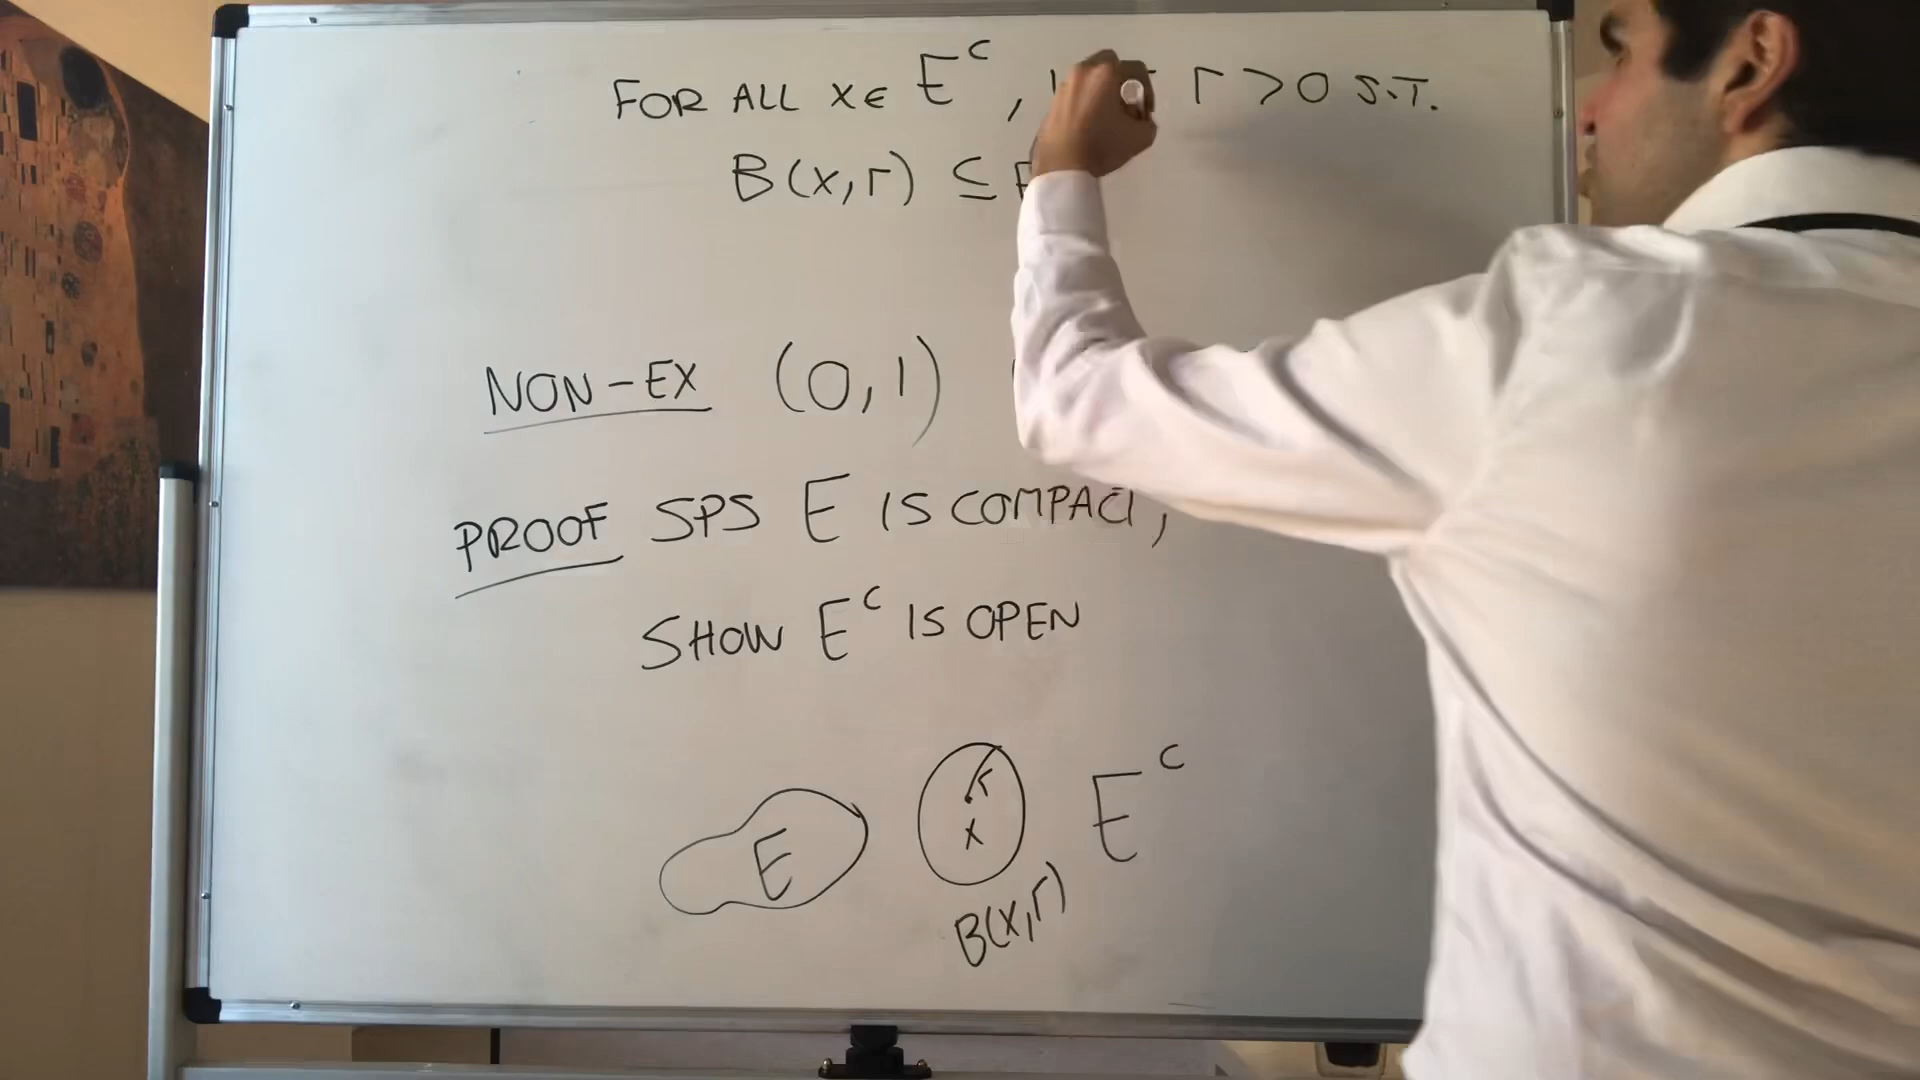 FOR ALL x ∈ E^c, r > 0 S.T.
B(x, r) ⊆
NON-EX (0, 1)
PROOF SPS E IS COMPACT,
SHOW E^c IS OPEN
E r x E^c
B(x, r)